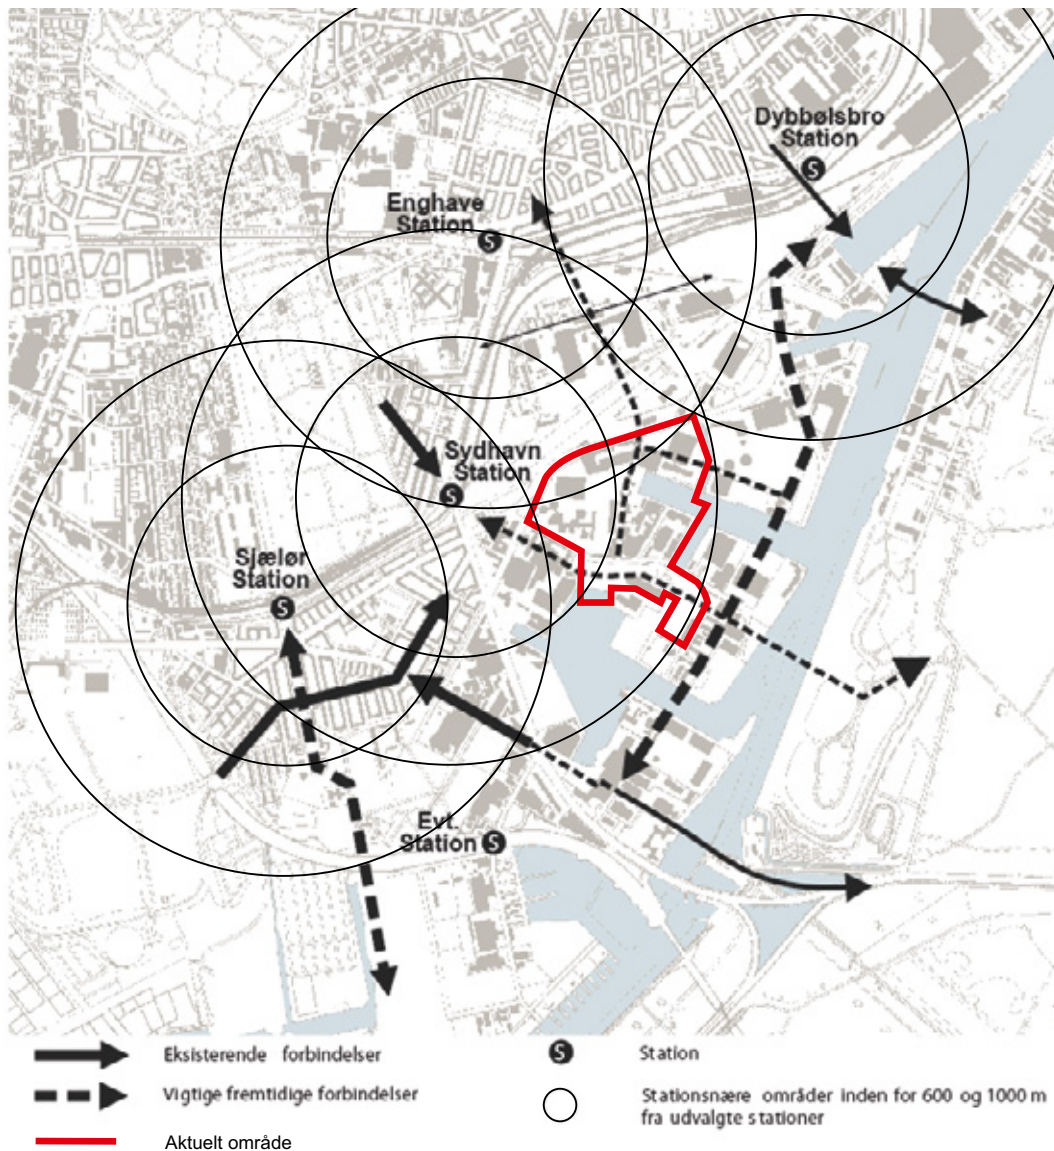 Dybbølsbro
Station
S
Enghave
Station
S
Sydhavn
Station
S
Sjælør
Station
S
Evt.
Station
S
Eksisterende forbindelser
Vigtige fremtidige forbindelser
Aktuelt område
S
Station
Stationsnære områder inden for 600 og 1000 m
fra udvalgte stationer